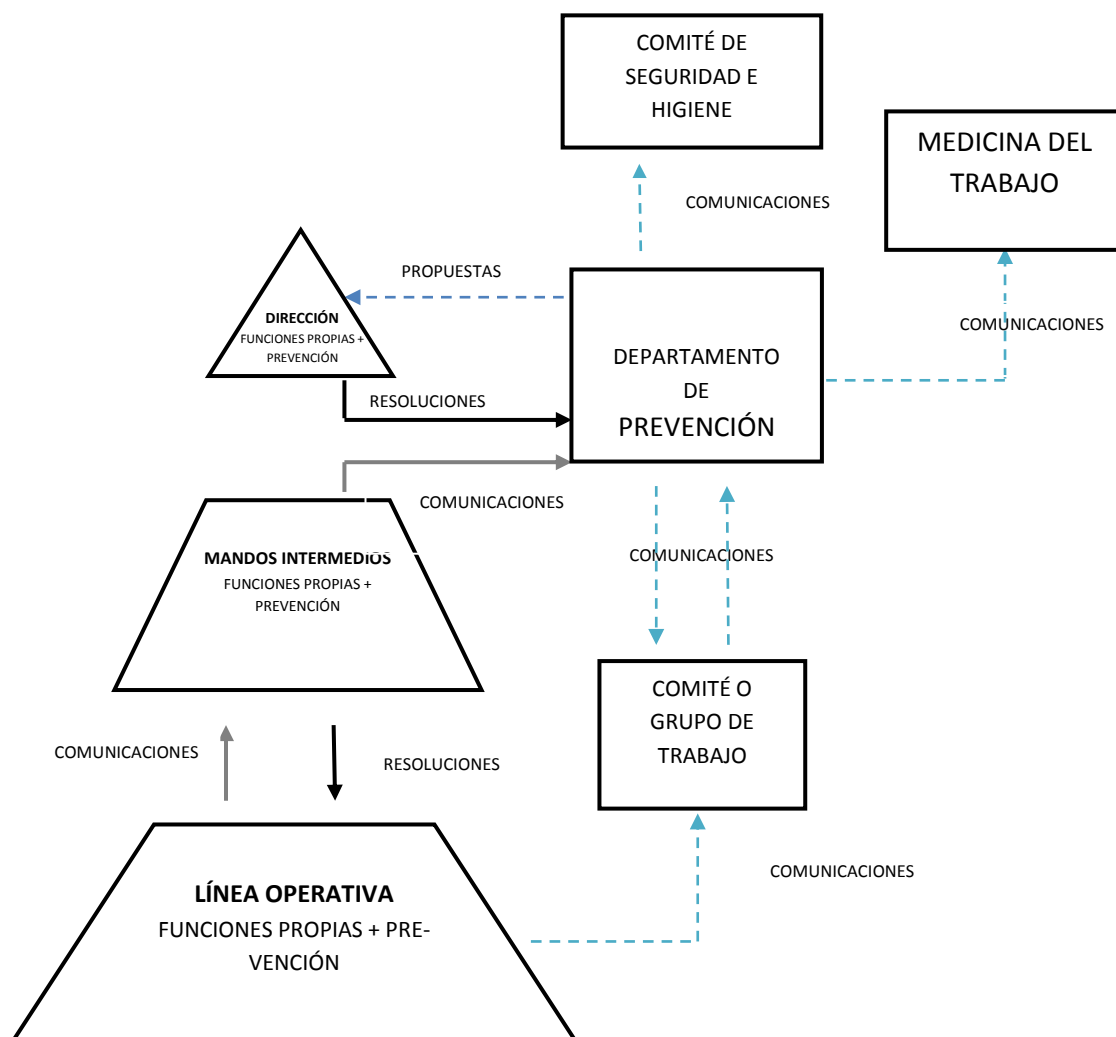 COMITÉ DE
SEGURIDAD E
HIGIENE
MEDICINA DEL
TRABAJO
COMUNICACIONES
PROPUESTAS
DIRECCIÓN
FUNCIONES PROPIAS +
PREVENCIÓN
COMUNICACIONES
DEPARTAMENTO
DE
PREVENCIÓN
RESOLUCIONES
COMUNICACIONES
MANDOS INTERMEDIOS
FUNCIONES PROPIAS +
PREVENCIÓN
COMUNICACIONES
COMITÉ O
GRUPO DE
TRABAJO
COMUNICACIONES
RESOLUCIONES
COMUNICACIONES
LÍNEA OPERATIVA
FUNCIONES PROPIAS + PRE-
VENCIÓN